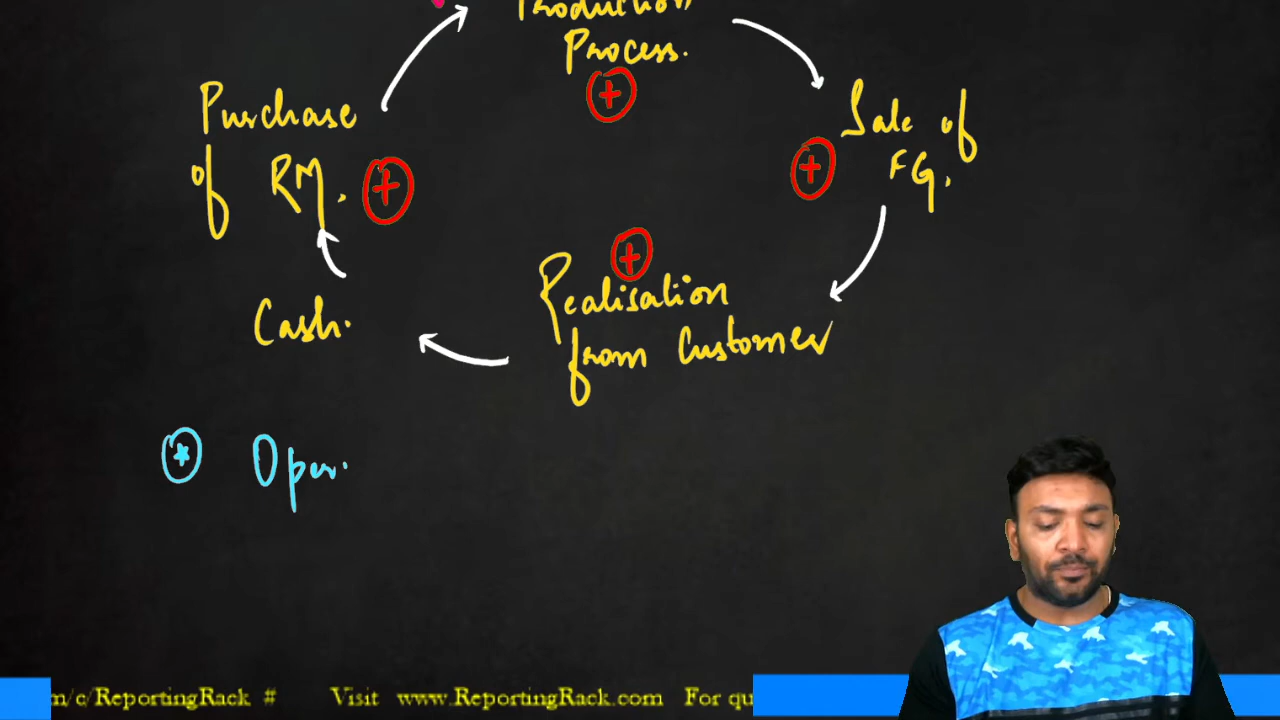 Production
Process.
+
Purchase
of RM. +
Sale of
+ FG.
+
Realisation
from Customer
Cash.
* Oper.
m/c/ReportingRack # Visit www.ReportingRack.com For qu